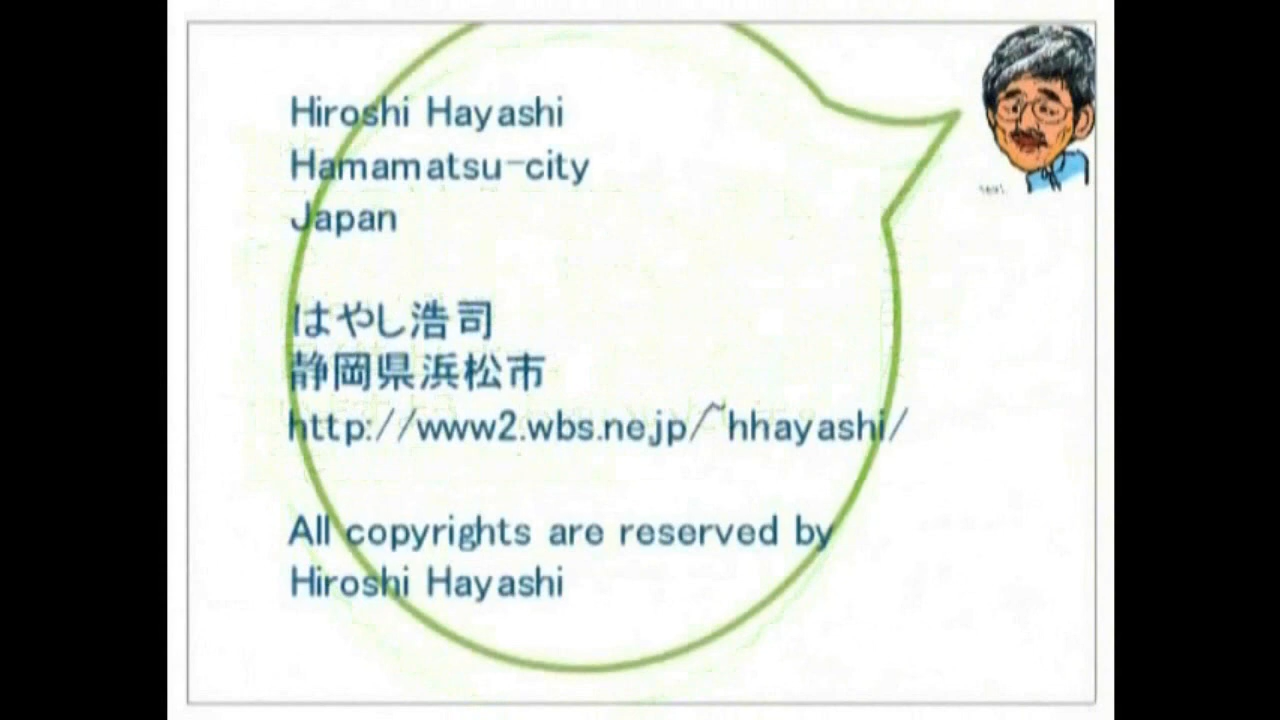 Hiroshi Hayashi
Hamamatsu-city
Japan
はやし浩司
静岡県浜松市
http://www2.wbs.ne.jp/~hhayashi/
All copyrights are reserved by
Hiroshi Hayashi